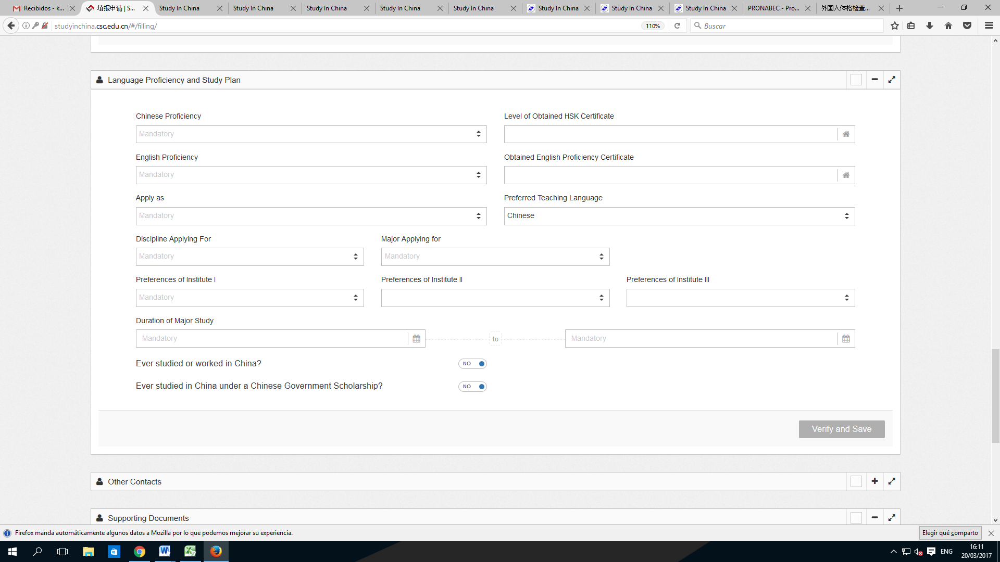 Recibidos - k...
填报申请 | S...
Study In China
Study In China
Study In China
Study In China
Study In China
Study In China
Study In China
Study In China
PRONABEC - Pro...
外国人体格检查...
studyinchina.csc.edu.cn/#/filling/
110%
Buscar
Language Proficiency and Study Plan
Chinese Proficiency
Level of Obtained HSK Certificate
Mandatory
English Proficiency
Obtained English Proficiency Certificate
Mandatory
Apply as
Preferred Teaching Language
Mandatory
Chinese
Discipline Applying For
Major Applying for
Mandatory
Mandatory
Preferences of Institute I
Preferences of Institute II
Preferences of Institute III
Mandatory
Duration of Major Study
Mandatory
to
Mandatory
Ever studied or worked in China?
NO
Ever studied in China under a Chinese Government Scholarship?
NO
Verify and Save
Other Contacts
Supporting Documents
Firefox manda automáticamente algunos datos a Mozilla por lo que podemos mejorar su experiencia.
Elegir qué comparto
ENG
16:11
20/03/2017